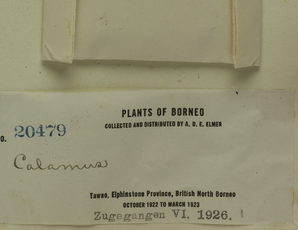 PLANTS OF BORNEO
COLLECTED AND DISTRIBUTED BY A. D. E. ELMER
O. 20479
Calamus
Tawao, Elphinstone Province, British North Borneo
OCTOBER 1922 TO MARCH 1923
Zugegangen VI. 1926.